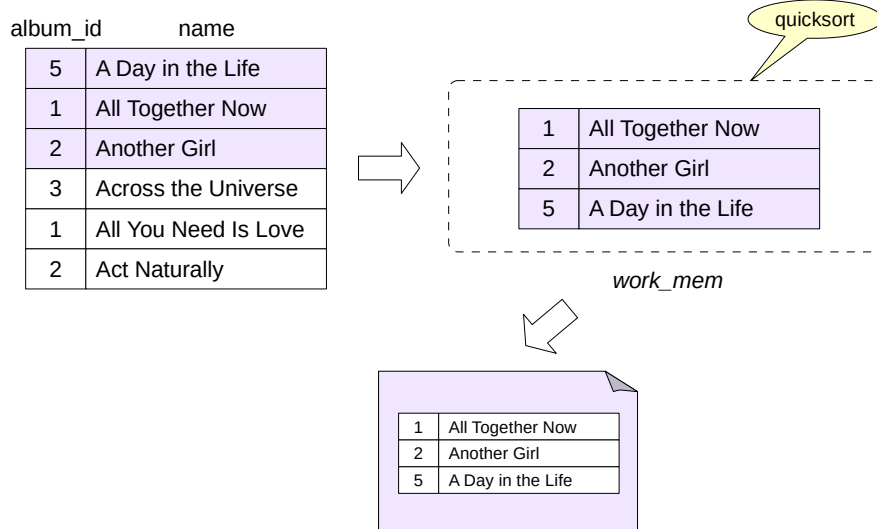 quicksort
album_id name
5 A Day in the Life
1 All Together Now
2 Another Girl
3 Across the Universe
1 All You Need Is Love
2 Act Naturally
1 All Together Now
2 Another Girl
5 A Day in the Life
work_mem
1 All Together Now
2 Another Girl
5 A Day in the Life